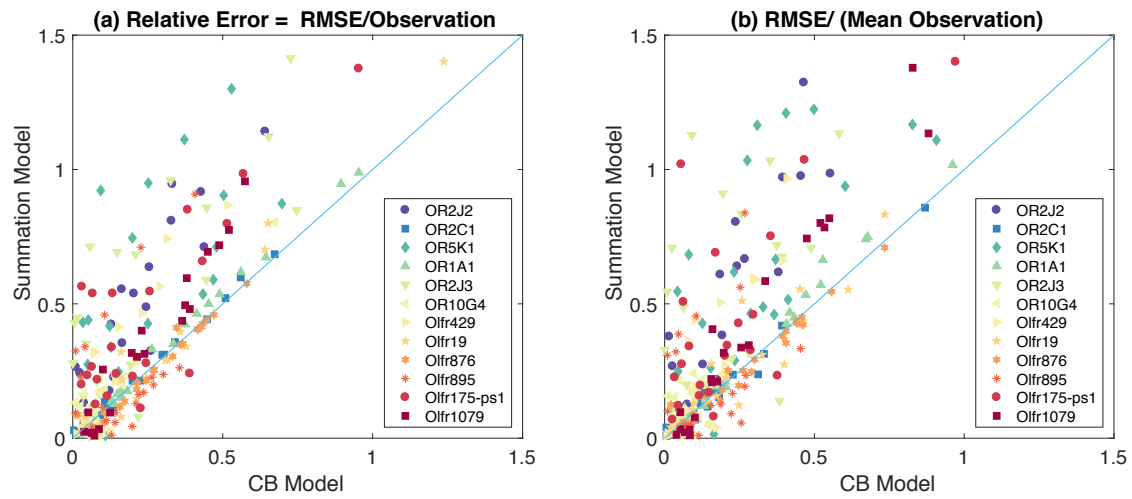 (a) Relative Error = RMSE/Observation
1.5
1
0.5
0
Summation Model
0 0.5 1 1.5
CB Model
OR2J2
OR2C1
OR5K1
OR1A1
OR2J3
OR10G4
Olfr429
Olfr19
Olfr876
Olfr895
Olfr175-ps1
Olfr1079
(b) RMSE/ (Mean Observation)
1.5
1
0.5
0
Summation Model
0 0.5 1 1.5
CB Model
OR2J2
OR2C1
OR5K1
OR1A1
OR2J3
OR10G4
Olfr429
Olfr19
Olfr876
Olfr895
Olfr175-ps1
Olfr1079